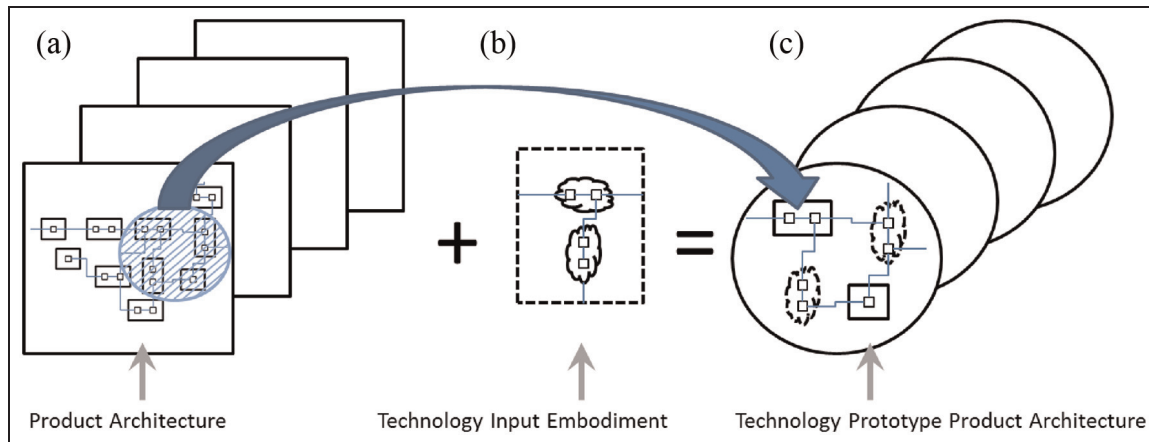 (a)
(b)
(c)
+
=
Product Architecture
Technology Input Embodiment
Technology Prototype Product Architecture